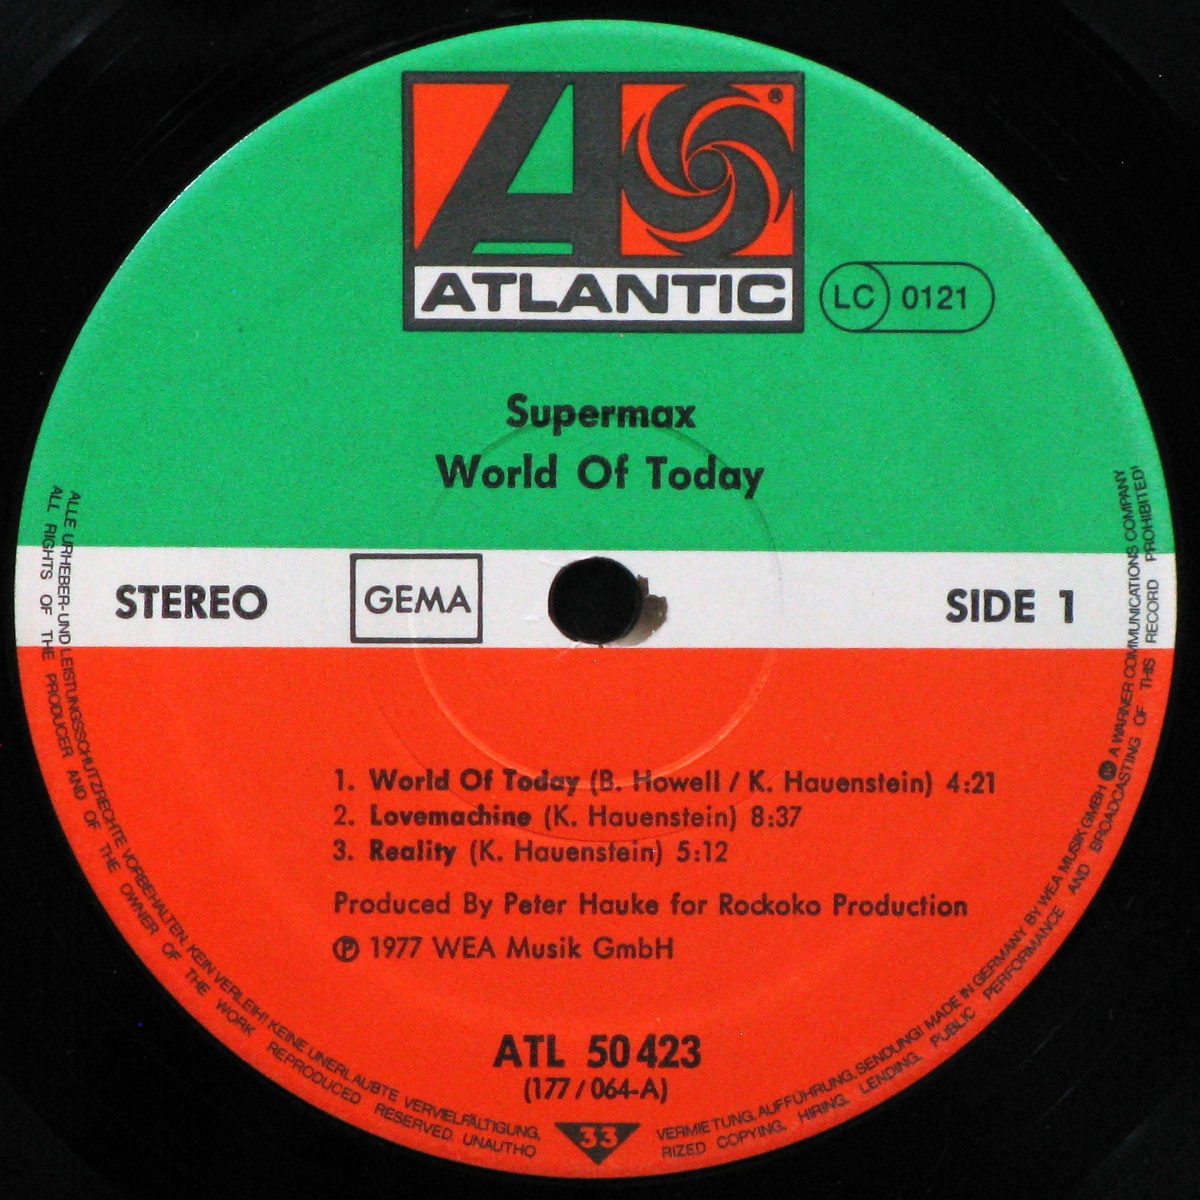 ATLANTIC ®
LC 0121
Supermax
World Of Today
STEREO GEMA SIDE 1
1. World Of Today (B. Howell / K. Hauenstein) 4:21
2. Lovemachine (K. Hauenstein) 8:37
3. Reality (K. Hauenstein) 5:12
Produced By Peter Hauke for Rockoko Production
℗ 1977 WEA Musik GmbH
ATL 50 423
(177 / 064-A)
33
ALLE URHEBER- UND LEISTUNGSSCHUTZRECHTE VORBEHALTEN. KEIN VERLEIH! KEINE UNERLAUBTE VERVIELFÄLTIGUNG, VERMIETUNG, AUFFÜHRUNG, SENDUNG! MADE IN GERMANY BY WEA MUSIK GMBH A WARNER COMMUNICATIONS COMPANY
ALL RIGHTS OF THE PRODUCER AND OF THE OWNER OF THE WORK REPRODUCED RESERVED. UNAUTHORIZED COPYING, HIRING, LENDING, PUBLIC PERFORMANCE AND BROADCASTING OF THIS RECORD PROHIBITED!